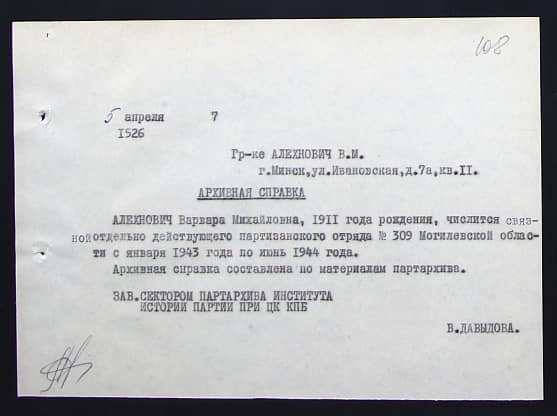 108
5 апреля 7
I526
Гр-ке АЛЕХНОВИЧ В.М.
г.Минск,ул.Ивановская,д.7а,кв.II.
АРХИВНАЯ СПРАВКА
АЛЕХНОВИЧ Варвара Михайловна, 1911 года рождения, числится связ-
ной отдельно действующего партизанского отряда № 309 Могилевской облас-
ти с января 1943 года по июнь 1944 года.
Архивная справка составлена по материалам партархива.
ЗАВ.СЕКТОРОМ ПАРТАРХИВА ИНСТИТУТА
ИСТОРИИ ПАРТИИ ПРИ ЦК КПБ
В.ДАВЫДОВА.